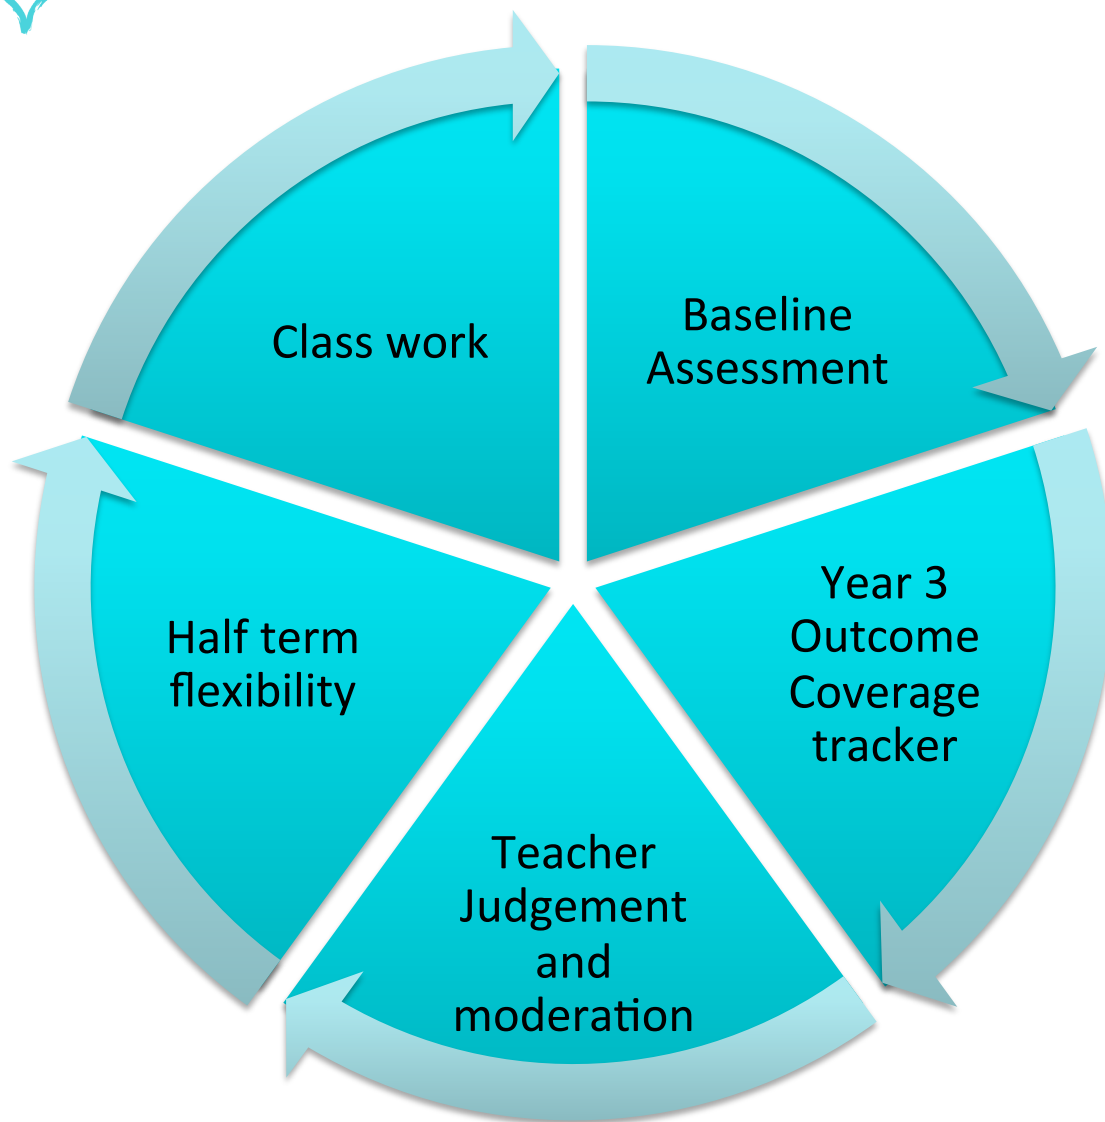 Baseline
Assessment
Year 3
Outcome
Coverage
tracker
Teacher
Judgement
and
moderation
Half term
flexibility
Class work